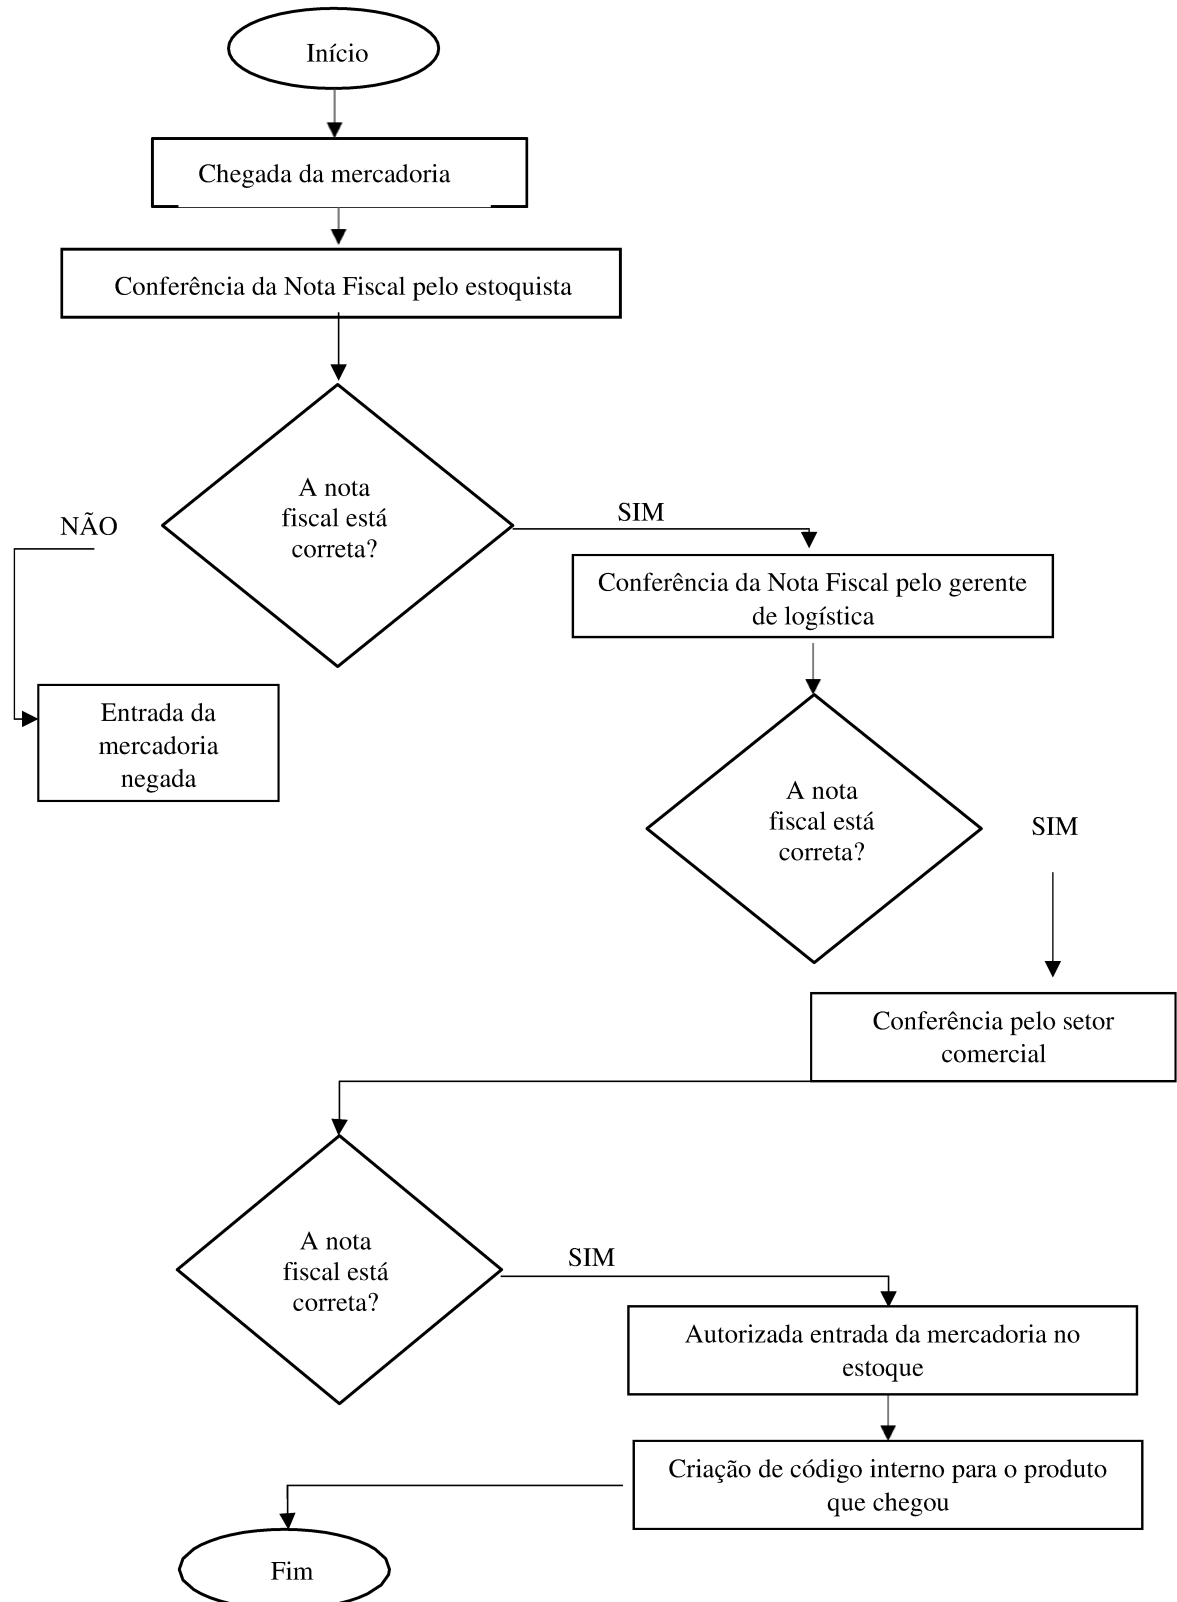 Início
Chegada da mercadoria
Conferência da Nota Fiscal pelo estoquista
A nota
fiscal está
correta?
NÃO
SIM
Conferência da Nota Fiscal pelo gerente
de logística
Entrada da
mercadoria
negada
A nota
fiscal está
correta?
SIM
Conferência pelo setor
comercial
A nota
fiscal está
correta?
SIM
Autorizada entrada da mercadoria no
estoque
Criação de código interno para o produto
que chegou
Fim